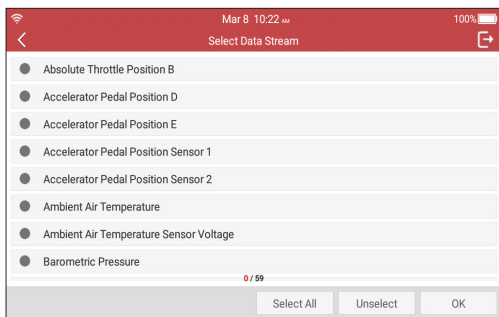 Mar 8 10:22 AM 100%
Select Data Stream
Absolute Throttle Position B
Accelerator Pedal Position D
Accelerator Pedal Position E
Accelerator Pedal Position Sensor 1
Accelerator Pedal Position Sensor 2
Ambient Air Temperature
Ambient Air Temperature Sensor Voltage
Barometric Pressure
0 / 59
Select All Unselect OK